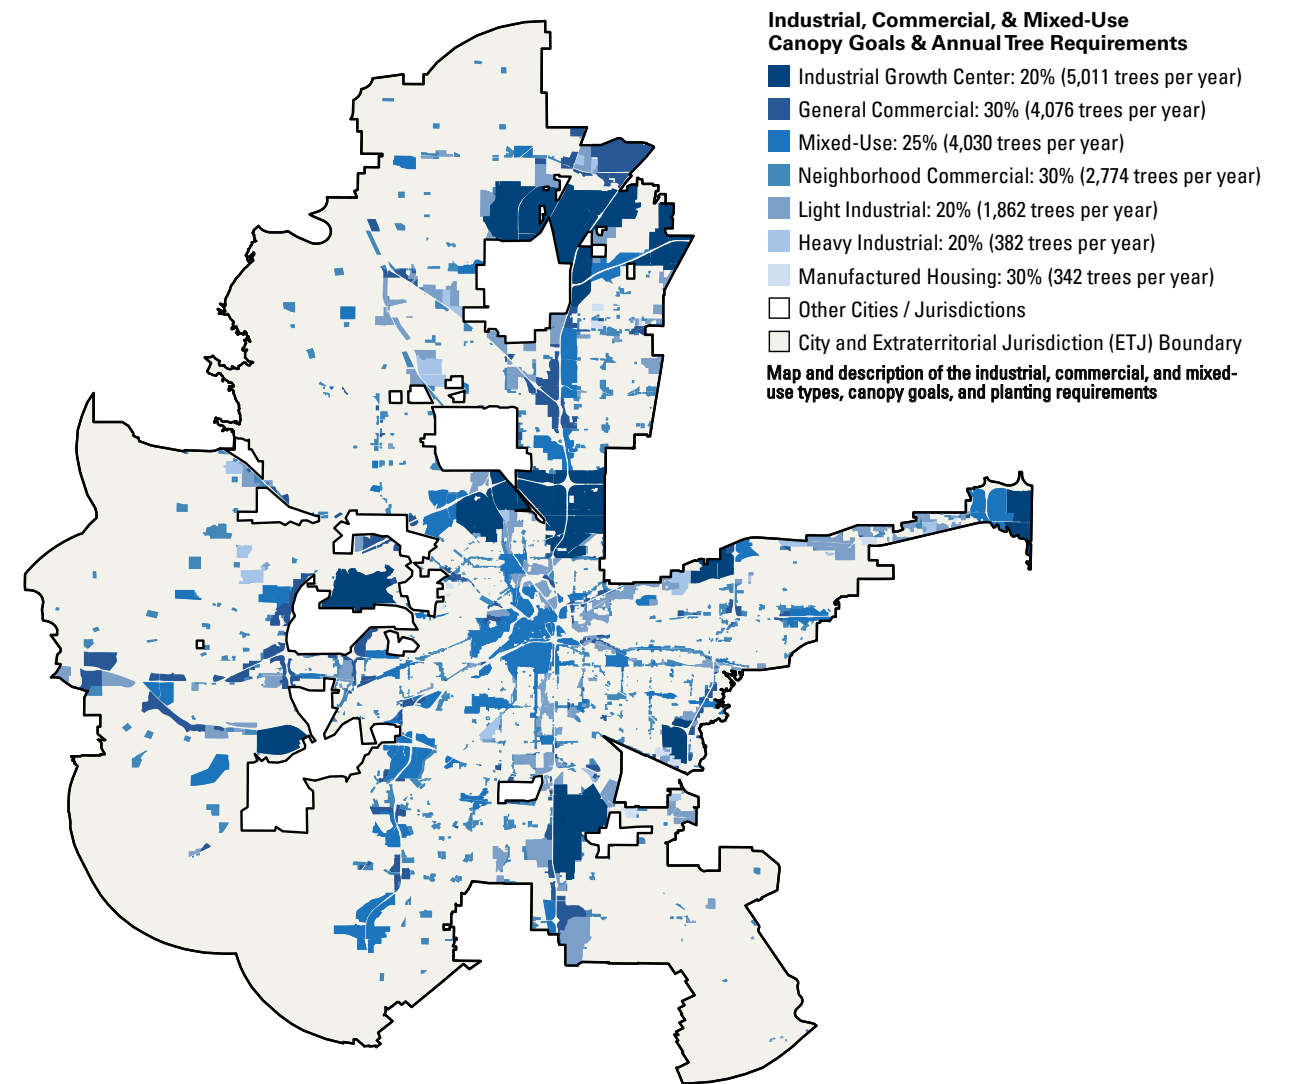 Industrial, Commercial, & Mixed-Use
Canopy Goals & Annual Tree Requirements
Industrial Growth Center: 20% (5,011 trees per year)
General Commercial: 30% (4,076 trees per year)
Mixed-Use: 25% (4,030 trees per year)
Neighborhood Commercial: 30% (2,774 trees per year)
Light Industrial: 20% (1,862 trees per year)
Heavy Industrial: 20% (382 trees per year)
Manufactured Housing: 30% (342 trees per year)
Other Cities / Jurisdictions
City and Extraterritorial Jurisdiction (ETJ) Boundary
Map and description of the industrial, commercial, and mixed-
use types, canopy goals, and planting requirements